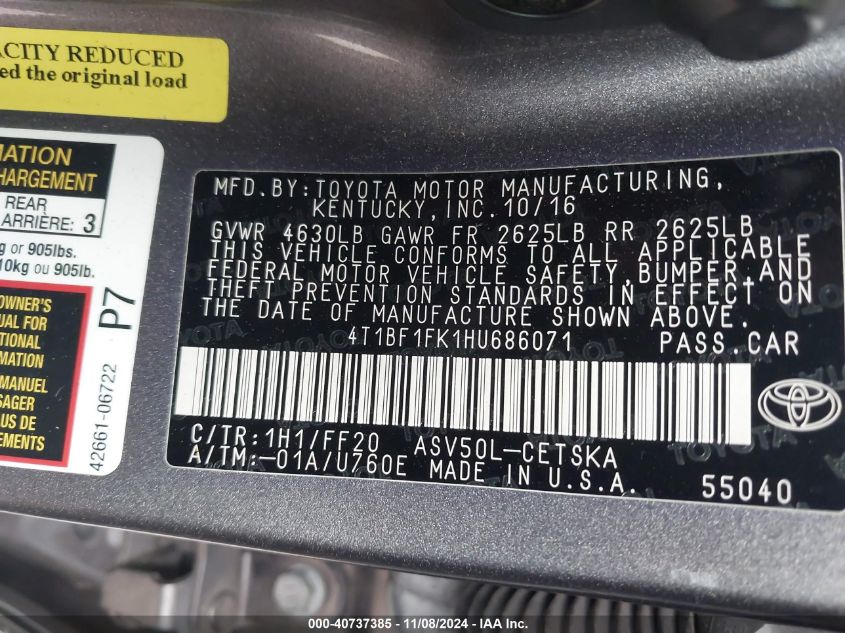 ACITY REDUCED
ed the original load
MATION
CHARGEMENT
REAR
ARRIÈRE: 3
g or 905lbs.
10kg ou 905lb.
OWNER'S
UAL FOR
TIONAL
MATION
MANUEL
SAGER
LUS DE
EMENTS
P7
42661-06722
MFD.BY:TOYOTA MOTOR MANUFACTURING,
KENTUCKY, INC. 10/16
GVWR 4630LB GAWR FR 2625LB RR 2625LB
THIS VEHICLE CONFORMS TO ALL APPLICABLE
FEDERAL MOTOR VEHICLE SAFETY, BUMPER, AND
THEFT PREVENTION STANDARDS IN EFFECT ON
THE DATE OF MANUFACTURE SHOWN ABOVE.
4T1BF1FK1HU686071 PASS.CAR
C/TR:1H1/FF20 ASV50L-CETSKA
A/TM:-01A/U760E MADE IN U.S.A.
55040
000-40737385 - 11/08/2024 - IAA Inc.